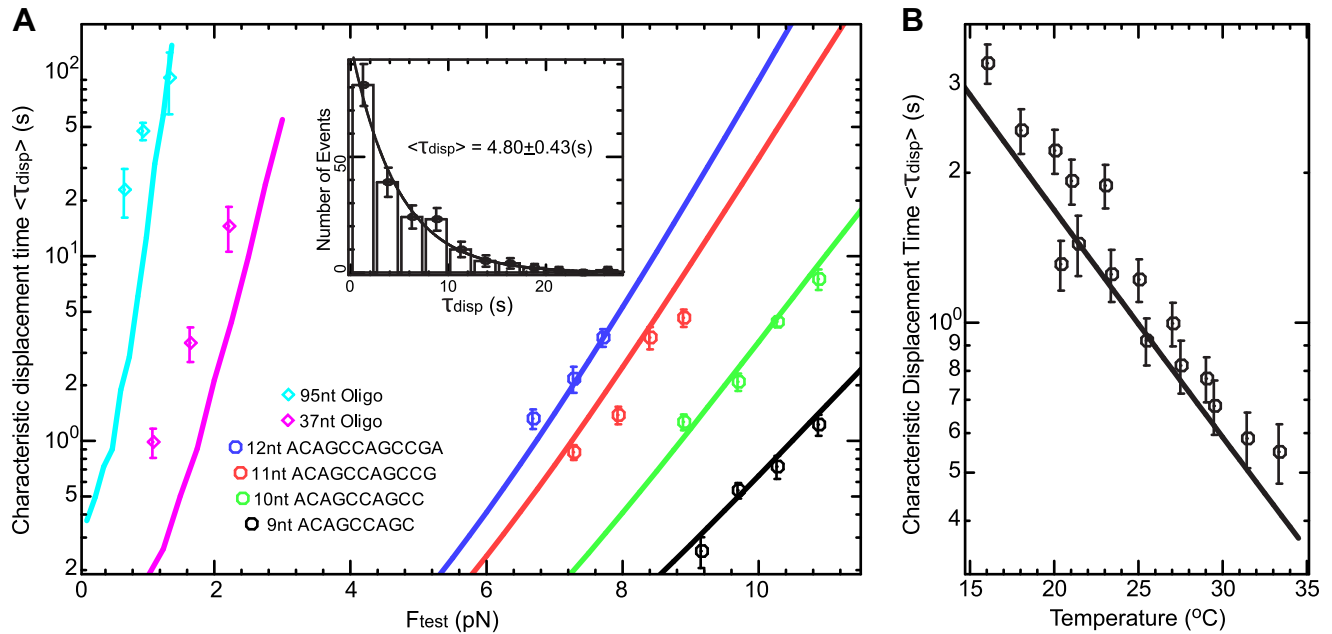 A
B
Characteristic displacement time <τdisp> (s)
10²
5
2
10¹
5
2
10⁰
5
2
0
2
4
6
8
10
Ftest (pN)
Number of Events
50
0
<τdisp> = 4.80±0.43(s)
0
10
20
τdisp (s)
95nt Oligo
37nt Oligo
12nt ACAGCCAGCCGA
11nt ACAGCCAGCCG
10nt ACAGCCAGCC
9nt ACAGCCAGC
Characteristic Displacement Time <τdisp> (s)
3
2
10⁰
9
8
7
6
5
4
15
20
25
30
35
Temperature (ºC)